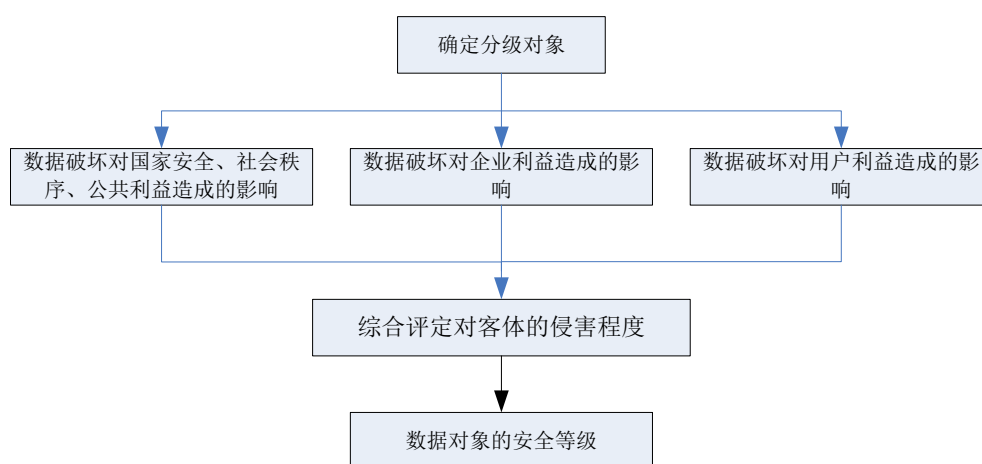 确定分级对象
数据破坏对国家安全、社会秩
序、公共利益造成的影响
数据破坏对企业利益造成的影
响
数据破坏对用户利益造成的影
响
综合评定对客体的侵害程度
数据对象的安全等级